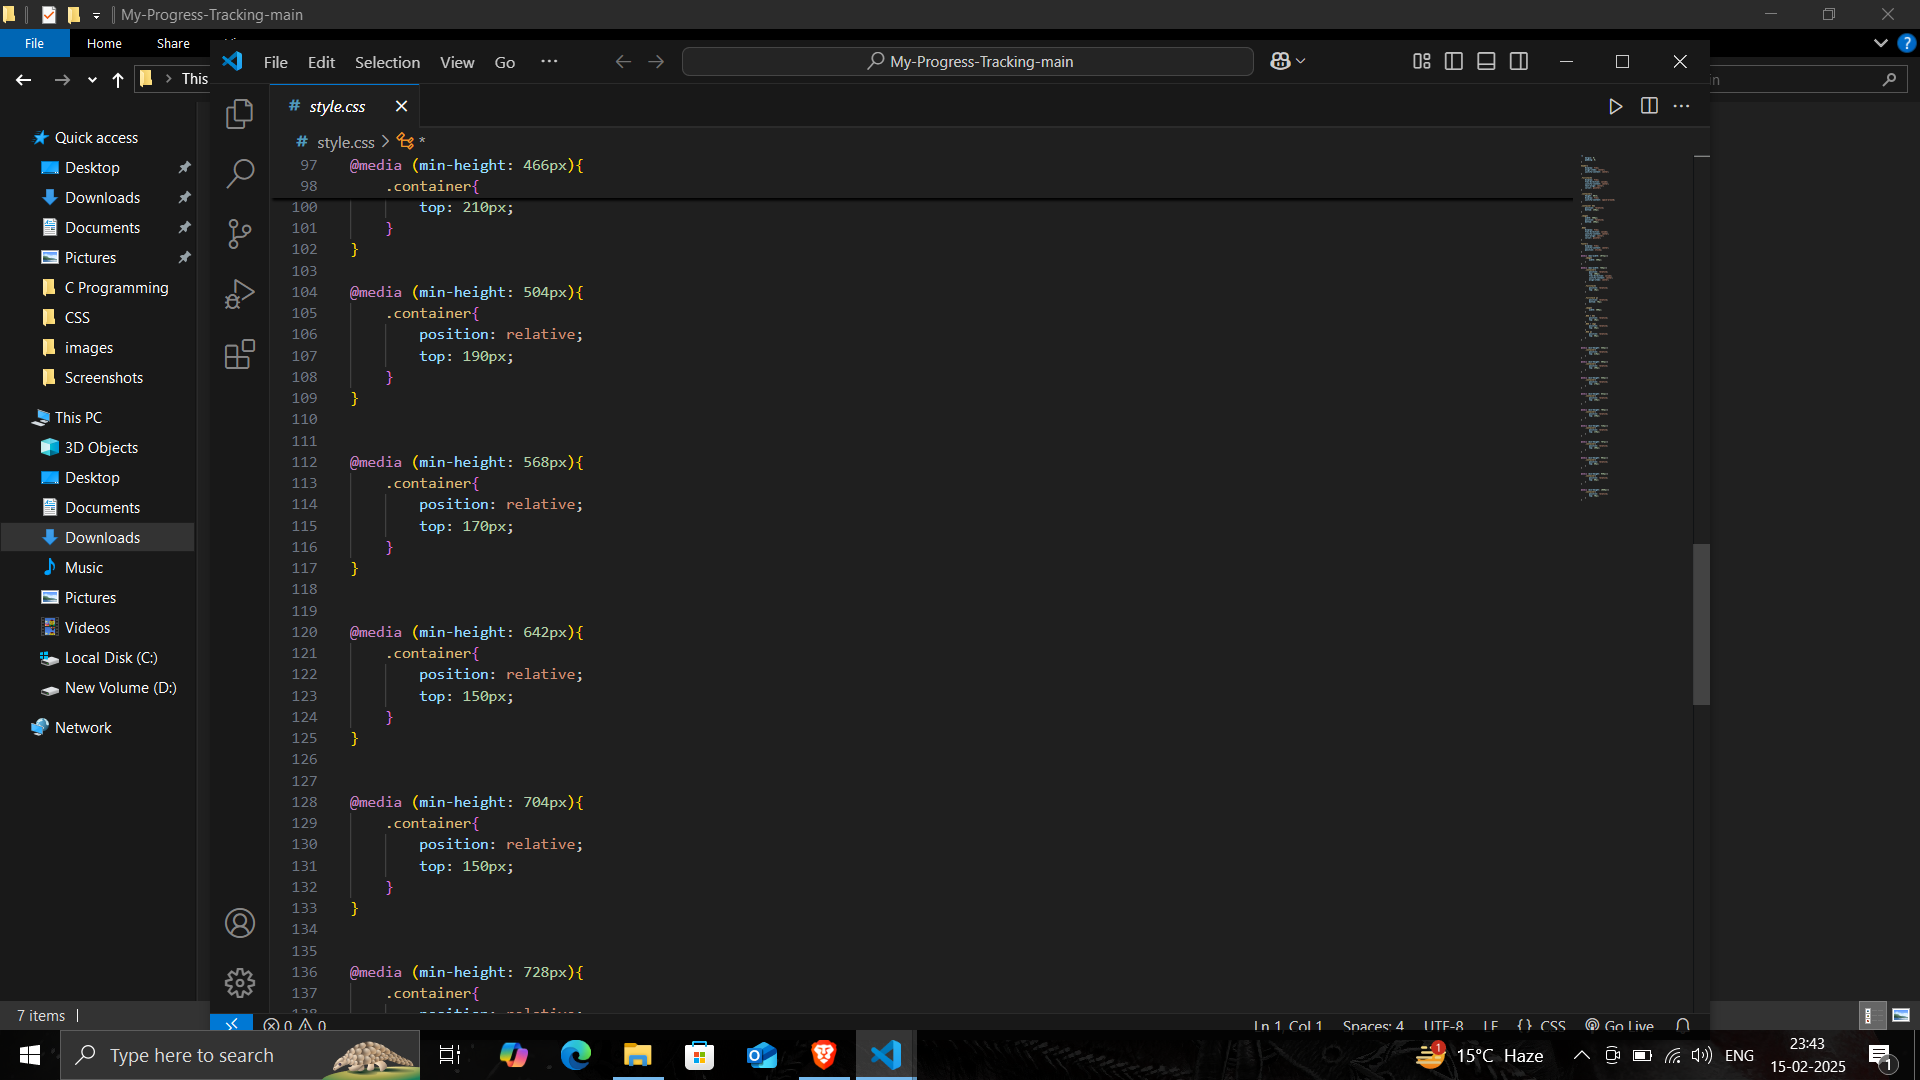 My-Progress-Tracking-main
File
Home
Share
This
Quick access
Desktop
Downloads
Documents
Pictures
C Programming
CSS
images
Screenshots
This PC
3D Objects
Desktop
Documents
Downloads
Music
Pictures
Videos
Local Disk (C:)
New Volume (D:)
Network
7 items
File Edit Selection View Go ···
My-Progress-Tracking-main
# style.css
# style.css > *
97 @media (min-height: 466px){
98 .container{
100 top: 210px;
101 }
102 }
103
104 @media (min-height: 504px){
105 .container{
106 position: relative;
107 top: 190px;
108 }
109 }
110
111
112 @media (min-height: 568px){
113 .container{
114 position: relative;
115 top: 170px;
116 }
117 }
118
119
120 @media (min-height: 642px){
121 .container{
122 position: relative;
123 top: 150px;
124 }
125 }
126
127
128 @media (min-height: 704px){
129 .container{
130 position: relative;
131 top: 150px;
132 }
133 }
134
135
136 @media (min-height: 728px){
137 .container{
138 position: relative;
0 0
Ln 1, Col 1 Spaces: 4 UTF-8 LF {} CSS Go Live
Type here to search
1
15°C Haze
ENG
23:43
15-02-2025
1